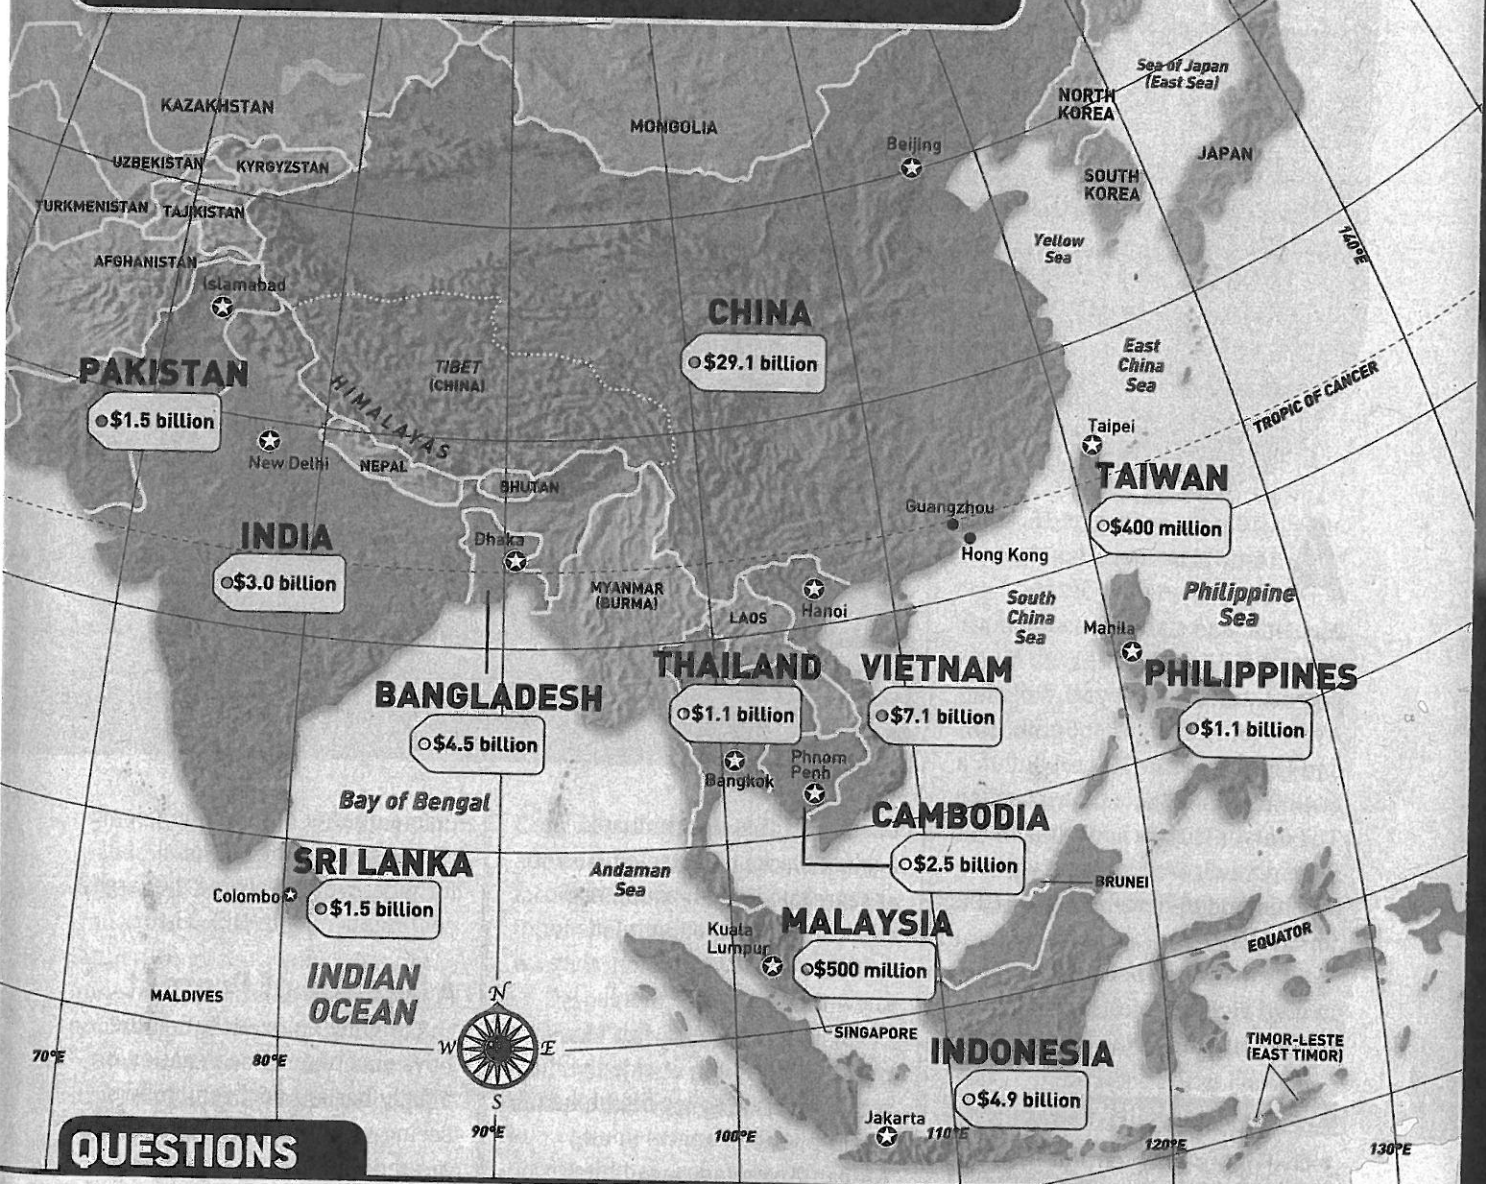 Sea of Japan
(East Sea)
KAZAKHSTAN
NORTH
KOREA
MONGOLIA
Beijing
UZBEKISTAN
KYRGYZSTAN
JAPAN
SOUTH
KOREA
TURKMENISTAN
TAJIKISTAN
Yellow
Sea
140°E
AFGHANISTAN
Islamabad
CHINA
$29.1 billion
East
China
Sea
PAKISTAN
$1.5 billion
TIBET
(CHINA)
HIMALAYAS
TROPIC OF CANCER
Taipei
New Delhi
NEPAL
TAIWAN
$400 million
BHUTAN
Guangzhou
Hong Kong
INDIA
$3.0 billion
Dhaka
MYANMAR
(BURMA)
Hanoi
LAOS
South
China
Sea
Philippine
Sea
Manila
THAILAND
$1.1 billion
VIETNAM
$7.1 billion
PHILIPPINES
$1.1 billion
BANGLADESH
$4.5 billion
Bangkok
Phnom
Penh
Bay of Bengal
CAMBODIA
$2.5 billion
SRI LANKA
$1.5 billion
Colombo
Andaman
Sea
BRUNEI
Kuala
Lumpur
MALAYSIA
$500 million
EQUATOR
INDIAN
OCEAN
MALDIVES
N
W
E
S
SINGAPORE
INDONESIA
$4.9 billion
TIMOR-LESTE
(EAST TIMOR)
Jakarta
70°E
80°E
90°E
100°E
110°E
120°E
130°E
QUESTIONS